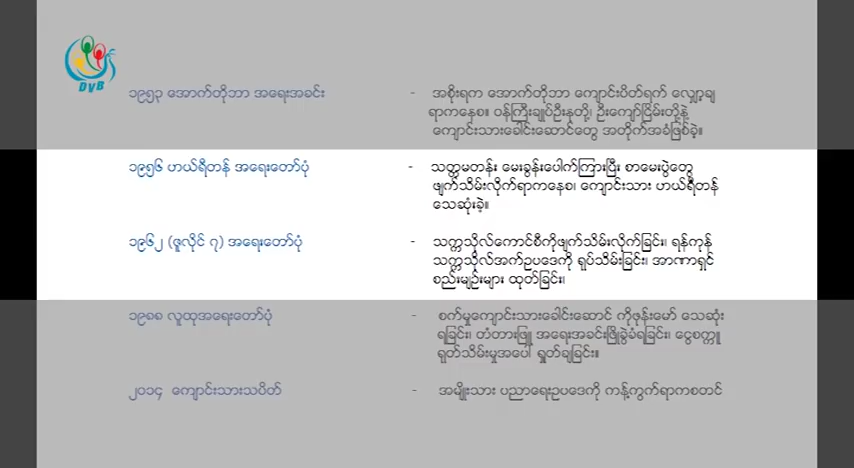 DVB
၁၉၅၃ အောက်တိုဘာ အရေးအခင်း - အစိုးရက အောက်တိုဘာ ကျောင်းပိတ်ရက် လျှော့ချ
ရာကနေစ။ ဝန်ကြီးချုပ်ဦးနုတို့၊ ဦးကျော်ငြိမ်းတို့နဲ့
ကျောင်းသားခေါင်းဆောင်တွေ အတိုက်အခံဖြစ်ခဲ့။
၁၉၅၆ ဟယ်ရီတန် အရေးတော်ပုံ - သတ္တမတန်း မေးခွန်းပေါက်ကြားပြီး စာမေးပွဲတွေ
ဖျက်သိမ်းလိုက်ရာကနေစ၊ ကျောင်းသား ဟယ်ရီတန်
သေဆုံးခဲ့။
၁၉၆၂ (ဇူလိုင် ၇) အရေးတော်ပုံ - သက္ကသိုလ်ကောင်စီကိုဖျက်သိမ်းလိုက်ခြင်း၊ ရန်ကုန်
သက္ကသိုလ်အက်ဥပဒေကို ရုပ်သိမ်းခြင်း၊ အာဏာရှင်
စည်းမျဉ်းများ ထုတ်ခြင်း၊
၁၉၈၈ လူထုအရေးတော်ပုံ - စက်မှုကျောင်းသားခေါင်းဆောင် ကိုဖုန်းမော် သေဆုံး
ရခြင်း၊ တံတားဖြူ အရေးအခင်းဖြိုခွဲခံရခြင်း၊ ငွေစက္ကူ
ရုတ်သိမ်းမှုအပေါ် ရှုတ်ချခြင်း။
၂၀၁၄ ကျောင်းသားသပိတ် - အမျိုးသား ပညာရေးဥပဒေကို ကန့်ကွက်ရာကစတင်